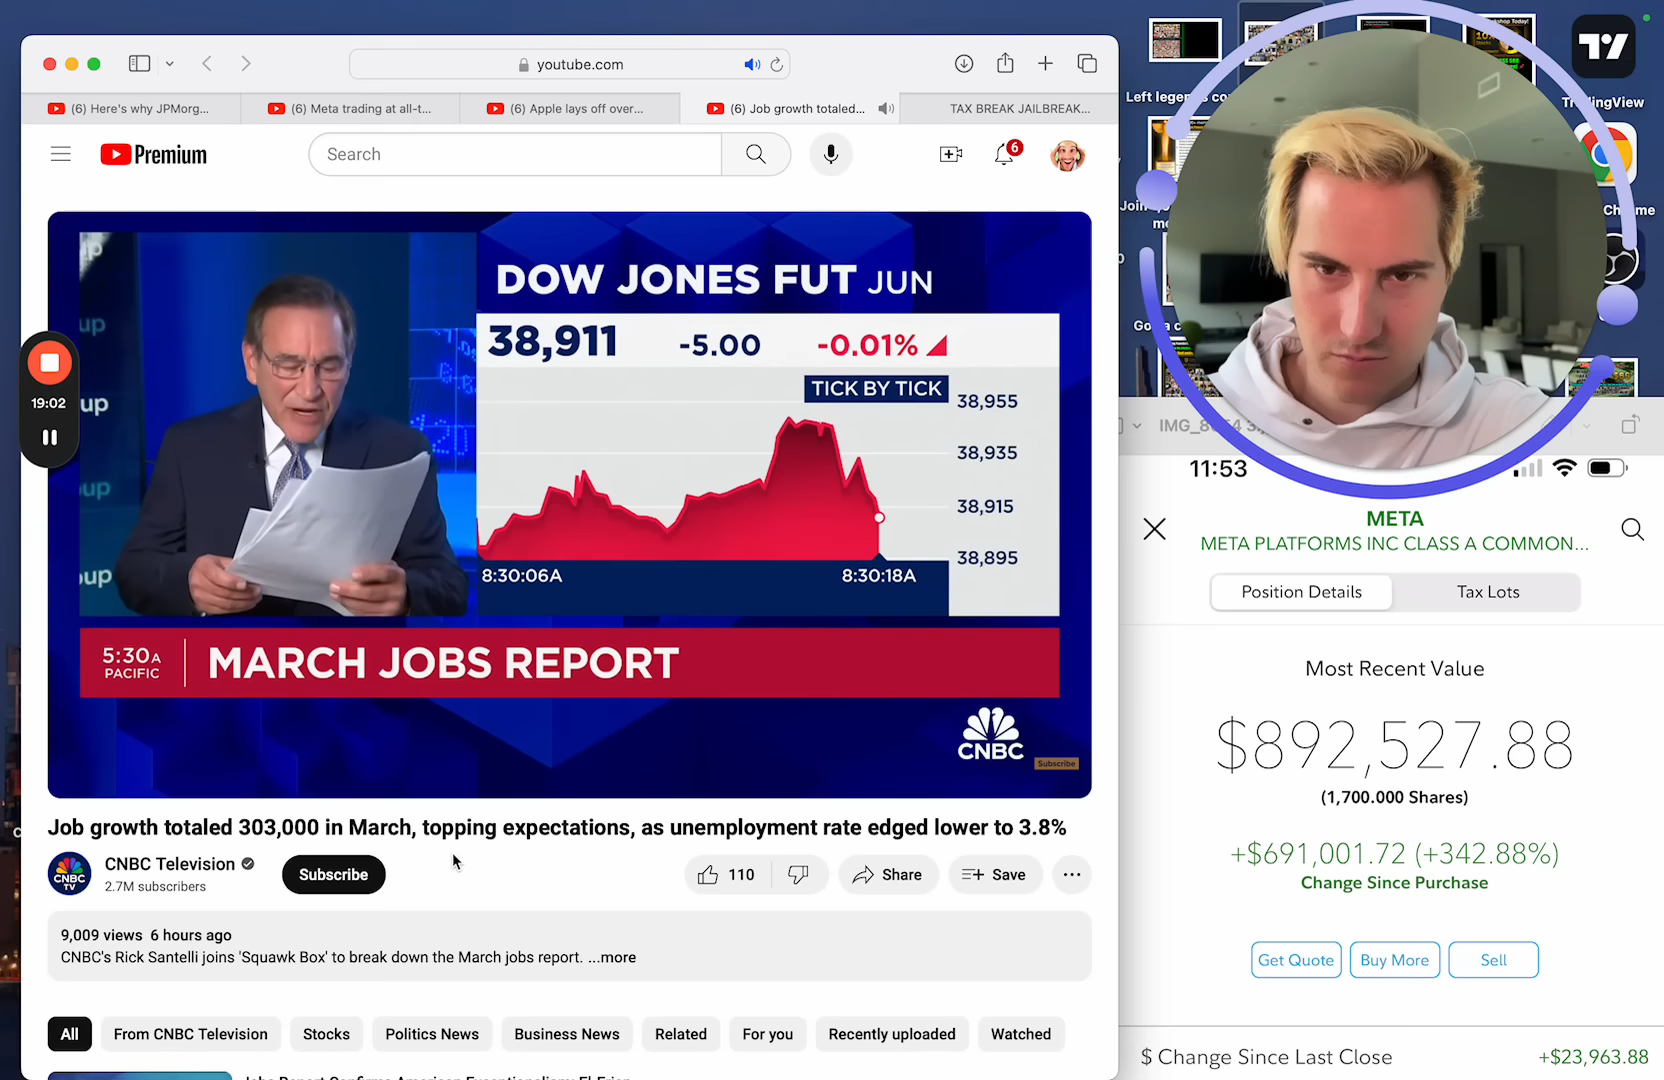 youtube.com
(6) Here's why JPMorg...
(6) Meta trading at all-t...
(6) Apple lays off over...
(6) Job growth totaled...
TAX BREAK JAILBREAK...
Premium
Search
6
DOW JONES FUT JUN
38,911 -5.00 -0.01%
TICK BY TICK
38,955
38,935
38,915
38,895
8:30:06A 8:30:18A
up
up
up
up
5:30A
PACIFIC
MARCH JOBS REPORT
CNBC
Subscribe
19:02
Job growth totaled 303,000 in March, topping expectations, as unemployment rate edged lower to 3.8%
CNBC
TV
CNBC Television
2.7M subscribers
Subscribe
110
Share
Save
9,009 views 6 hours ago
CNBC's Rick Santelli joins 'Squawk Box' to break down the March jobs report. ...more
All
From CNBC Television
Stocks
Politics News
Business News
Related
For you
Recently uploaded
Watched
TradingView
11:53
META
META PLATFORMS INC CLASS A COMMON...
Position Details
Tax Lots
Most Recent Value
$892,527.88
(1,700.000 Shares)
+$691,001.72 (+342.88%)
Change Since Purchase
Get Quote
Buy More
Sell
$ Change Since Last Close +$23,963.88